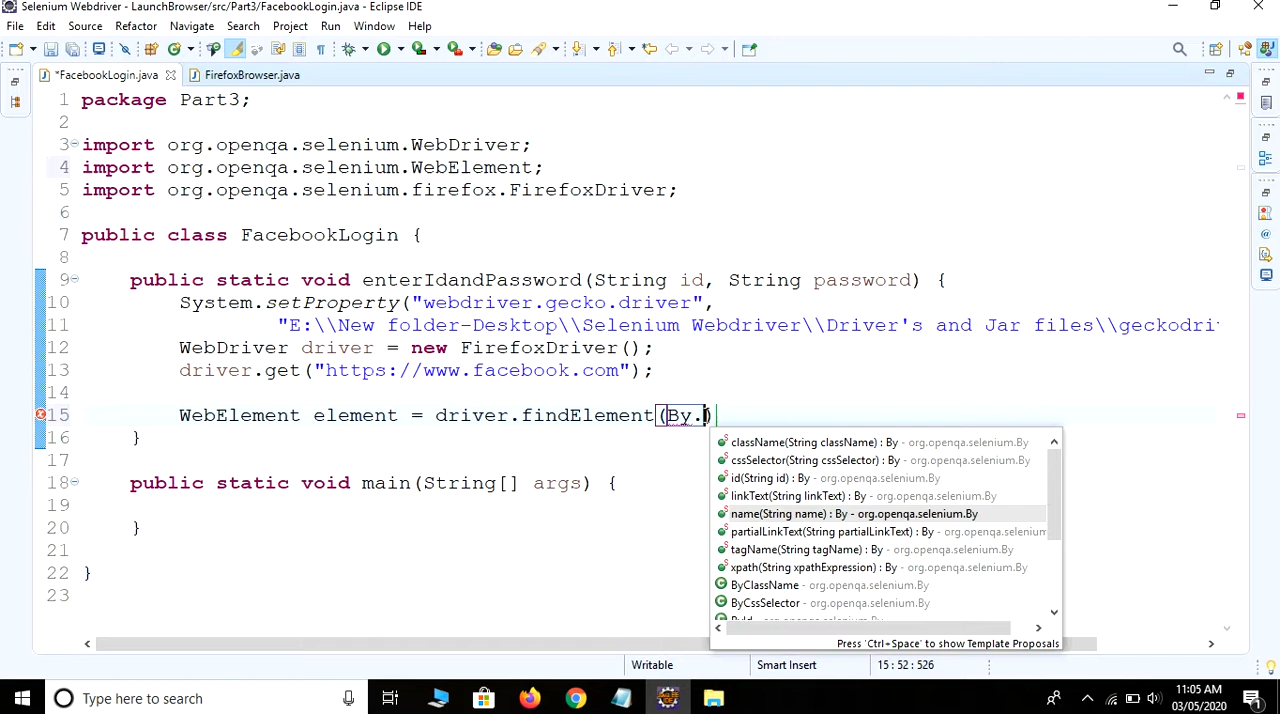 Selenium Webdriver - LaunchBrowser/src/Part3/FacebookLogin.java - Eclipse IDE
File Edit Source Refactor Navigate Search Project Run Window Help
*FacebookLogin.java FirefoxBrowser.java
1 package Part3;
2
3 import org.openqa.selenium.WebDriver;
4 import org.openqa.selenium.WebElement;
5 import org.openqa.selenium.firefox.FirefoxDriver;
6
7 public class FacebookLogin {
8
9 public static void enterIdandPassword(String id, String password) {
10 System.setProperty("webdriver.gecko.driver",
11 "E:\\New folder-Desktop\\Selenium Webdriver\\Driver's and Jar files\\geckodri
12 WebDriver driver = new FirefoxDriver();
13 driver.get("https://www.facebook.com");
14
15 WebElement element = driver.findElement(By.)
16 }
17
18 public static void main(String[] args) {
19
20 }
21
22 }
23
className(String className) : By - org.openqa.selenium.By
cssSelector(String cssSelector) : By - org.openqa.selenium.By
id(String id) : By - org.openqa.selenium.By
linkText(String linkText) : By - org.openqa.selenium.By
name(String name) : By - org.openqa.selenium.By
partialLinkText(String partialLinkText) : By - org.openqa.selenium
tagName(String tagName) : By - org.openqa.selenium.By
xpath(String xpathExpression) : By - org.openqa.selenium.By
ByClassName - org.openqa.selenium.By
ByCssSelector - org.openqa.selenium.By
Press 'Ctrl+Space' to show Template Proposals
Writable Smart Insert 15 : 52 : 526
Type here to search
11:05 AM
03/05/2020